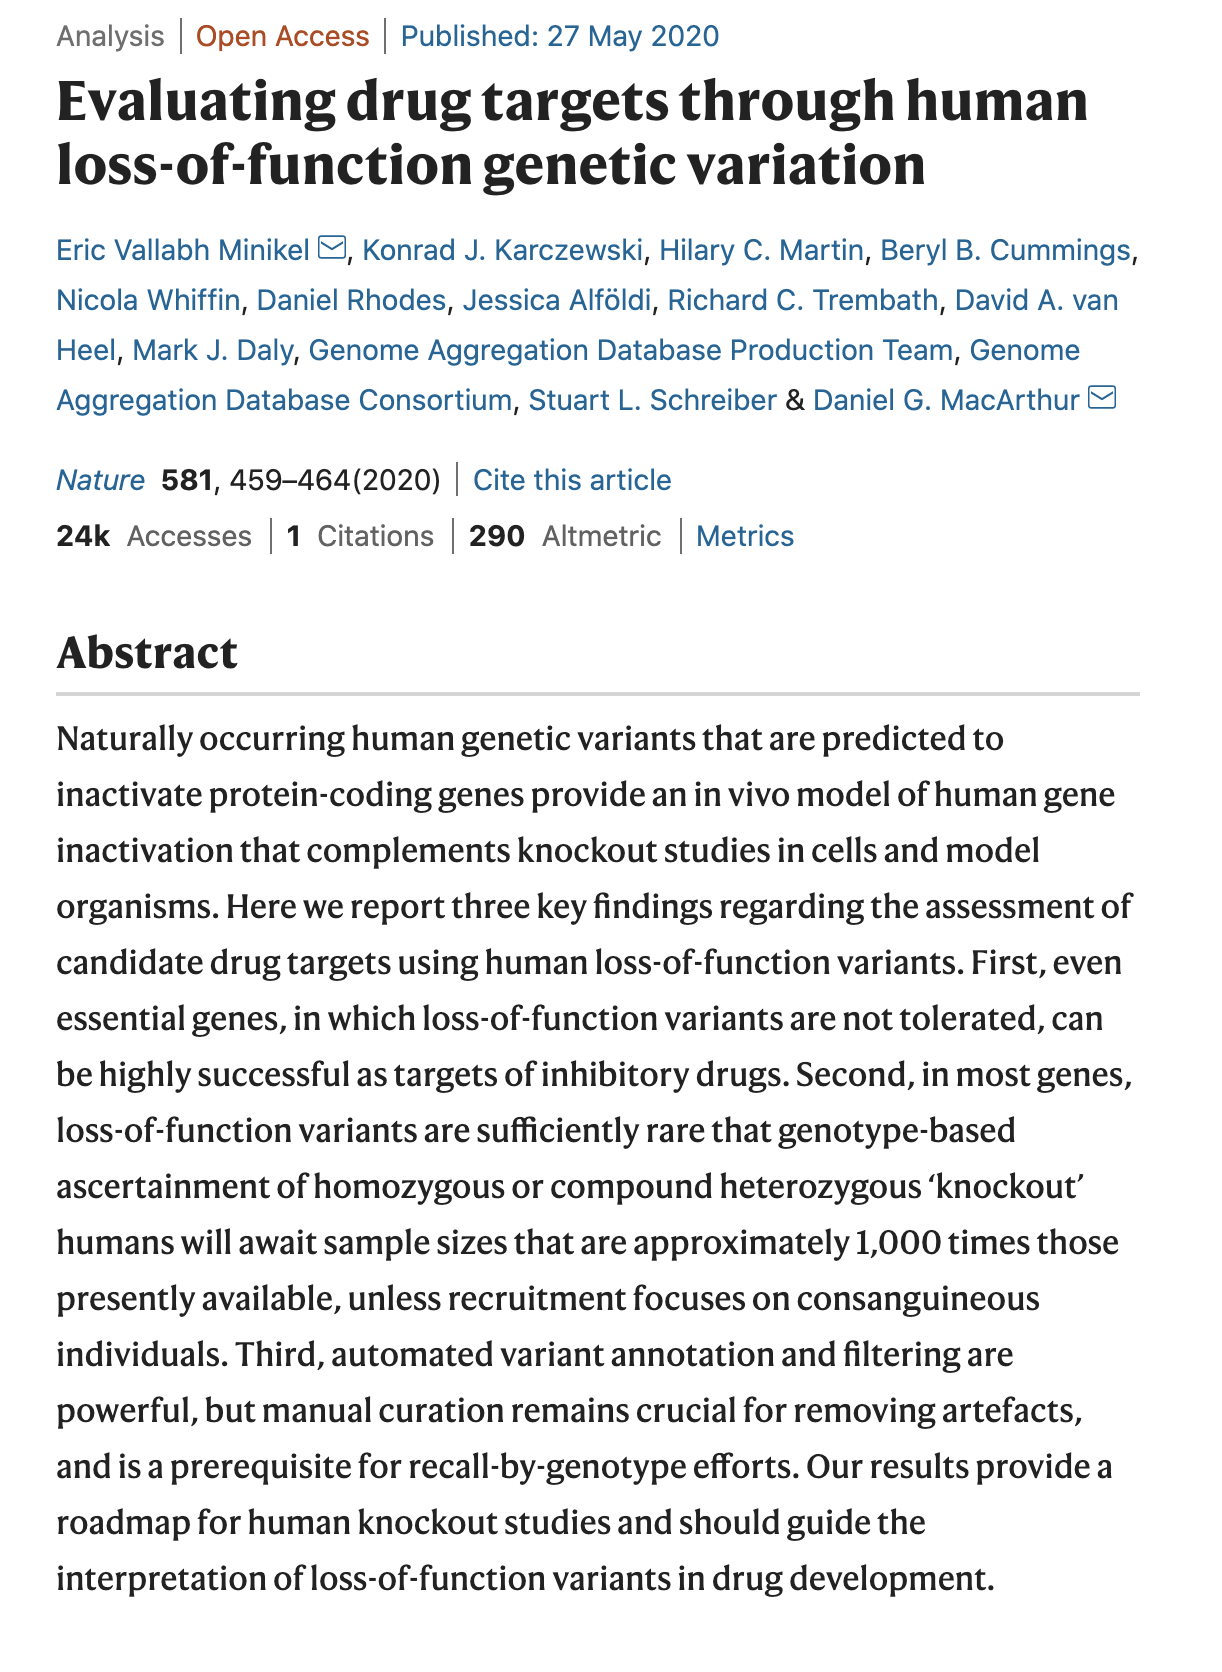 Analysis | Open Access | Published: 27 May 2020
Evaluating drug targets through human
loss-of-function genetic variation
Eric Vallabh Minikel, Konrad J. Karczewski, Hilary C. Martin, Beryl B. Cummings,
Nicola Whiffin, Daniel Rhodes, Jessica Alföldi, Richard C. Trembath, David A. van
Heel, Mark J. Daly, Genome Aggregation Database Production Team, Genome
Aggregation Database Consortium, Stuart L. Schreiber & Daniel G. MacArthur
Nature 581, 459–464(2020) | Cite this article
24k Accesses | 1 Citations | 290 Altmetric | Metrics
Abstract
Naturally occurring human genetic variants that are predicted to
inactivate protein-coding genes provide an in vivo model of human gene
inactivation that complements knockout studies in cells and model
organisms. Here we report three key findings regarding the assessment of
candidate drug targets using human loss-of-function variants. First, even
essential genes, in which loss-of-function variants are not tolerated, can
be highly successful as targets of inhibitory drugs. Second, in most genes,
loss-of-function variants are sufficiently rare that genotype-based
ascertainment of homozygous or compound heterozygous ‘knockout’
humans will await sample sizes that are approximately 1,000 times those
presently available, unless recruitment focuses on consanguineous
individuals. Third, automated variant annotation and filtering are
powerful, but manual curation remains crucial for removing artefacts,
and is a prerequisite for recall-by-genotype efforts. Our results provide a
roadmap for human knockout studies and should guide the
interpretation of loss-of-function variants in drug development.